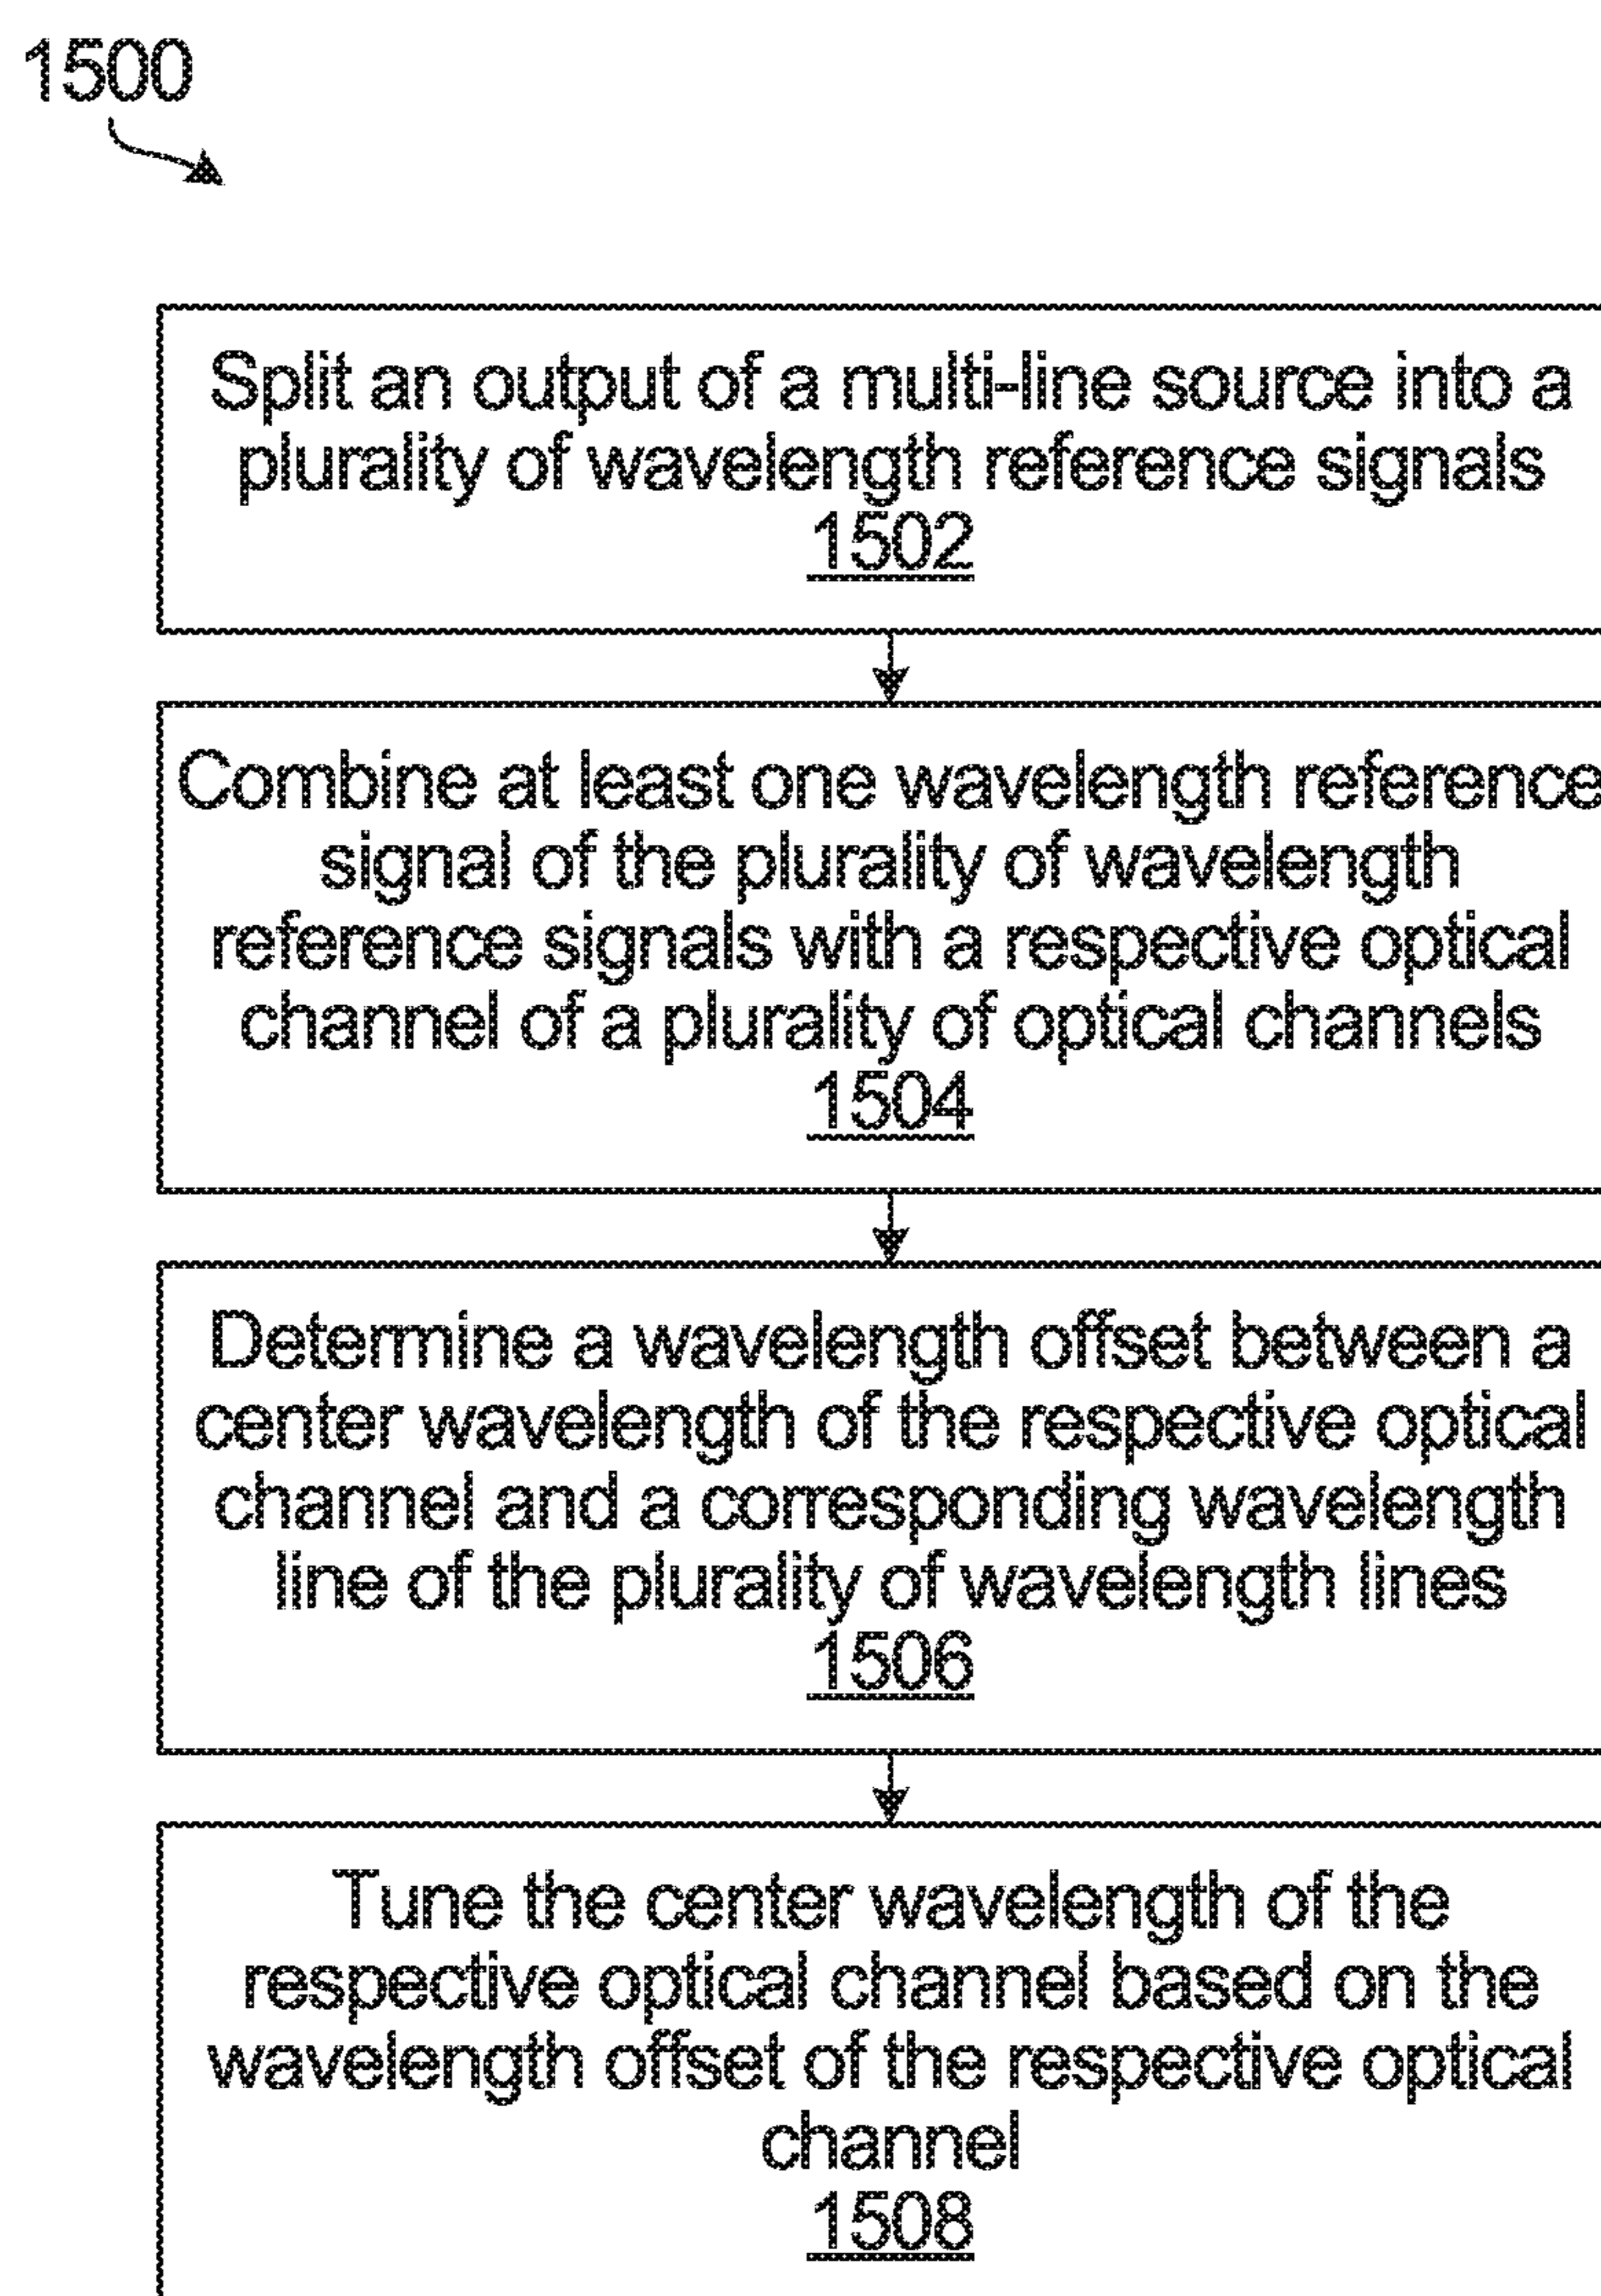 1500
Split an output of a multi-line source into a
plurality of wavelength reference signals
1502
Combine at least one wavelength reference
signal of the plurality of wavelength
reference signals with a respective optical
channel of a plurality of optical channels
1504
Determine a wavelength offset between a
center wavelength of the respective optical
channel and a corresponding wavelength
line of the plurality of wavelength lines
1506
Tune the center wavelength of the
respective optical channel based on the
wavelength offset of the respective optical
channel
1508